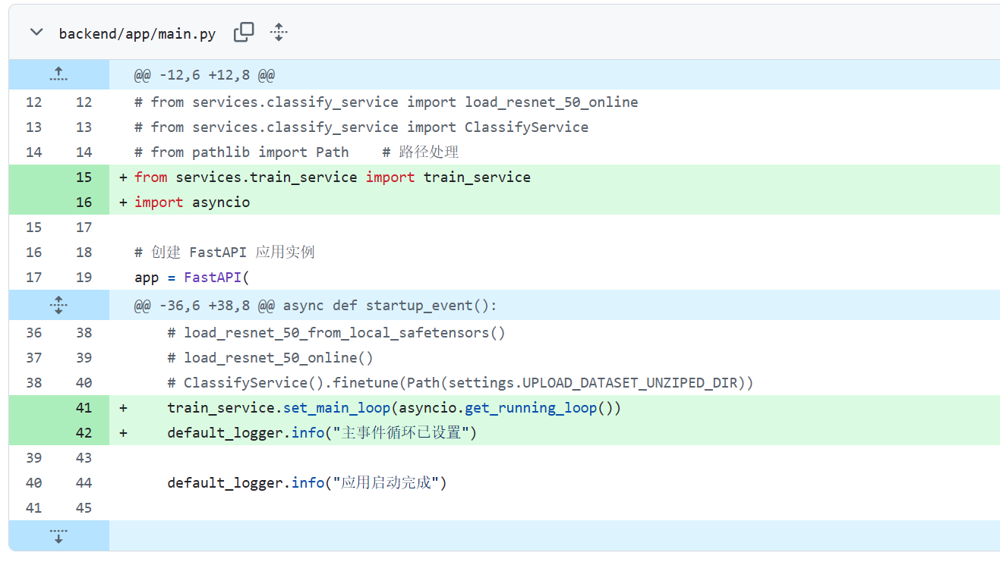 backend/app/main.py
@@ -12,6 +12,8 @@
12 12 # from services.classify_service import load_resnet_50_online
13 13 # from services.classify_service import ClassifyService
14 14 # from pathlib import Path    # 路径处理
15 + from services.train_service import train_service
16 + import asyncio
15 17
16 18 # 创建 FastAPI 应用实例
17 19 app = FastAPI(
@@ -36,6 +38,8 @@ async def startup_event():
36 38     # load_resnet_50_from_local_safetensors()
37 39     # load_resnet_50_online()
38 40     # ClassifyService().finetune(Path(settings.UPLOAD_DATASET_UNZIPED_DIR))
41 +     train_service.set_main_loop(asyncio.get_running_loop())
42 +     default_logger.info("主事件循环已设置")
39 43
40 44     default_logger.info("应用启动完成")
41 45